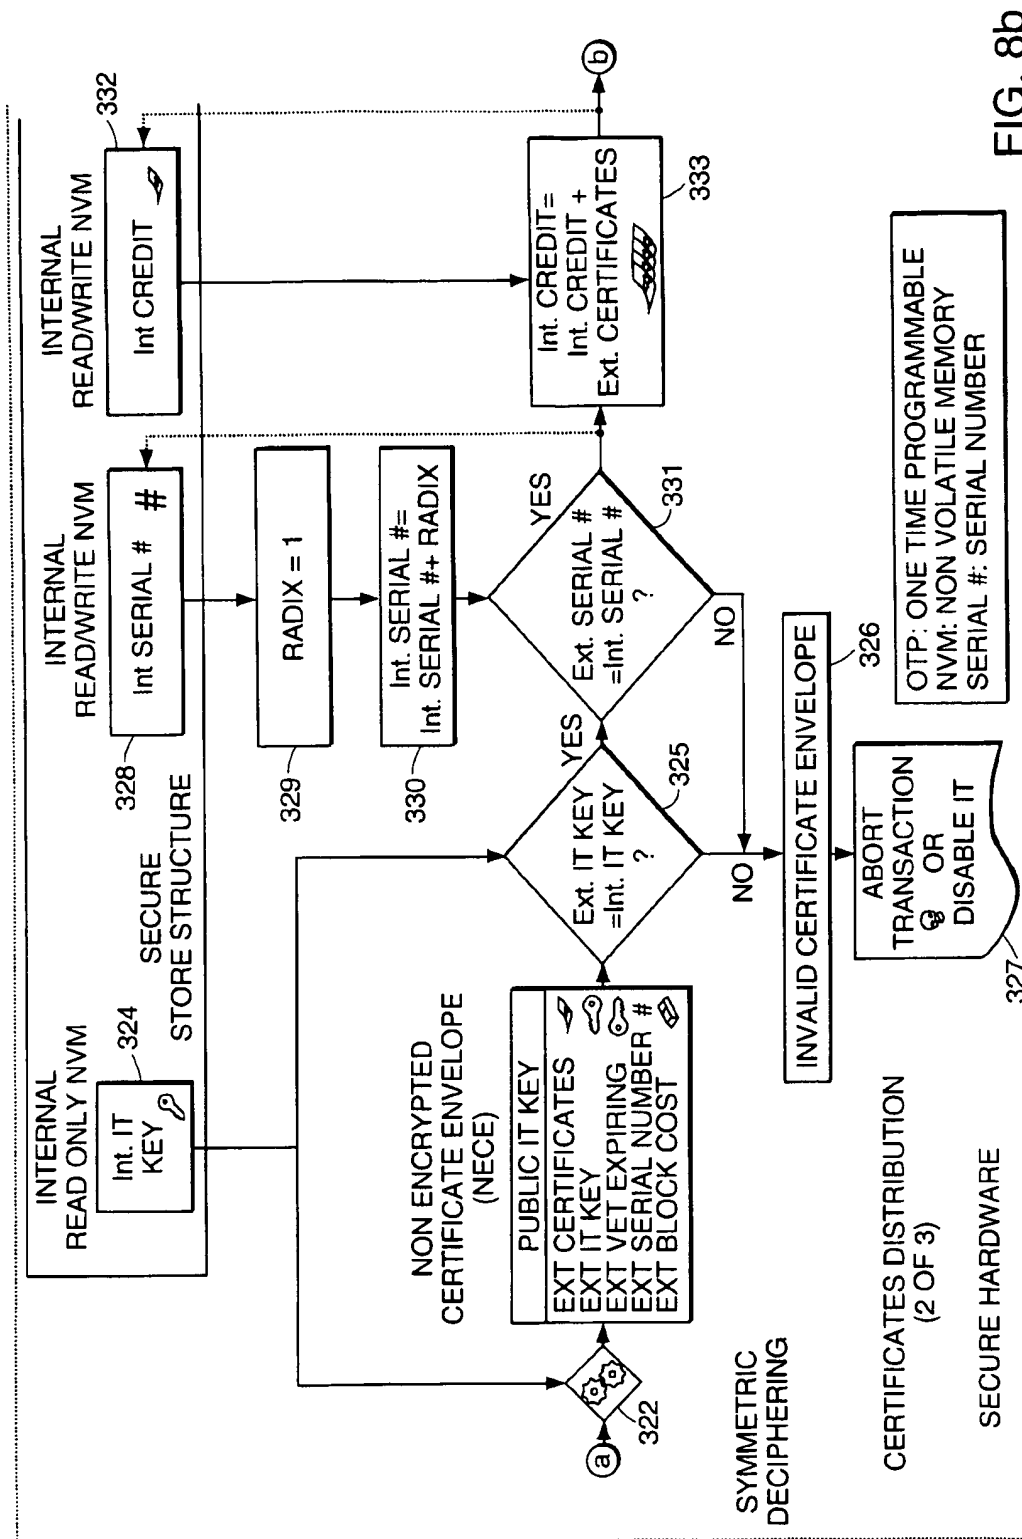 INTERNAL
READ ONLY NVM
Int. IT
KEY
324
SECURE
STORE STRUCTURE
INTERNAL
READ/WRITE NVM
Int SERIAL #
#
328
INTERNAL
READ/WRITE NVM
Int CREDIT
332
RADIX = 1
329
Int. SERIAL #=
Int. SERIAL #+ RADIX
330
NON ENCRYPTED
CERTIFICATE ENVELOPE
(NECE)
a
322
PUBLIC IT KEY
EXT CERTIFICATES
EXT IT KEY
EXT VET EXPIRING
EXT SERIAL NUMBER #
EXT BLOCK COST
Ext. IT KEY
=Int. IT KEY
?
325
YES
NO
Ext. SERIAL #
=Int. SERIAL #
?
331
YES
NO
Int. CREDIT=
Int. CREDIT +
Ext. CERTIFICATES
333
b
SYMMETRIC
DECIPHERING
INVALID CERTIFICATE ENVELOPE
326
ABORT
TRANSACTION
OR
DISABLE IT
327
OTP: ONE TIME PROGRAMMABLE
NVM: NON VOLATILE MEMORY
SERIAL #: SERIAL NUMBER
CERTIFICATES DISTRIBUTION
(2 OF 3)
SECURE HARDWARE
FIG. 8b